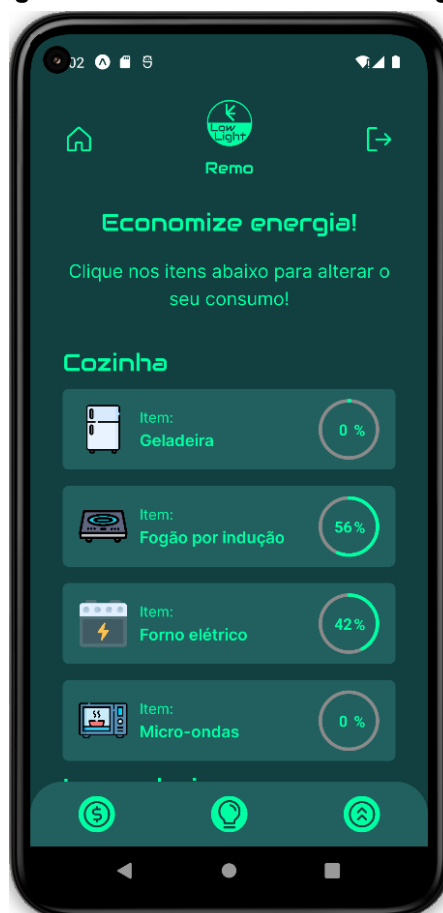 02
Low
Light
Remo
Economize energia!
Clique nos itens abaixo para alterar o
seu consumo!
Cozinha
Item:
Geladeira
0 %
Item:
Fogão por indução
56%
Item:
Forno elétrico
42%
Item:
Micro-ondas
0 %